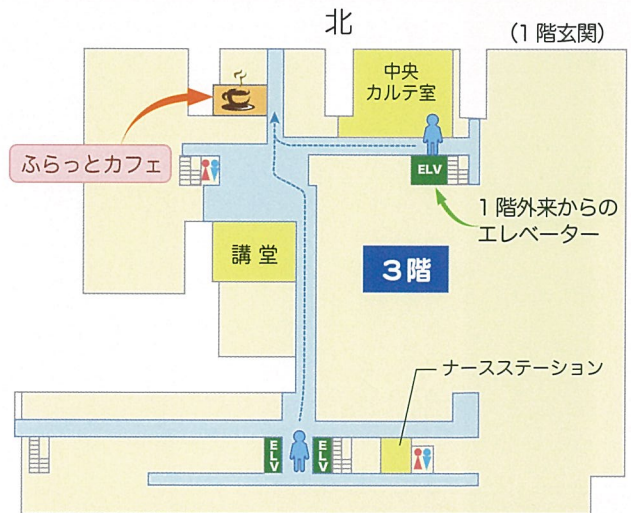 北
（1階玄関）
中央
カルテ室
ふらっとカフェ
ELV
1階外来からの
エレベーター
講堂
3階
ナースステーション
ELV
ELV